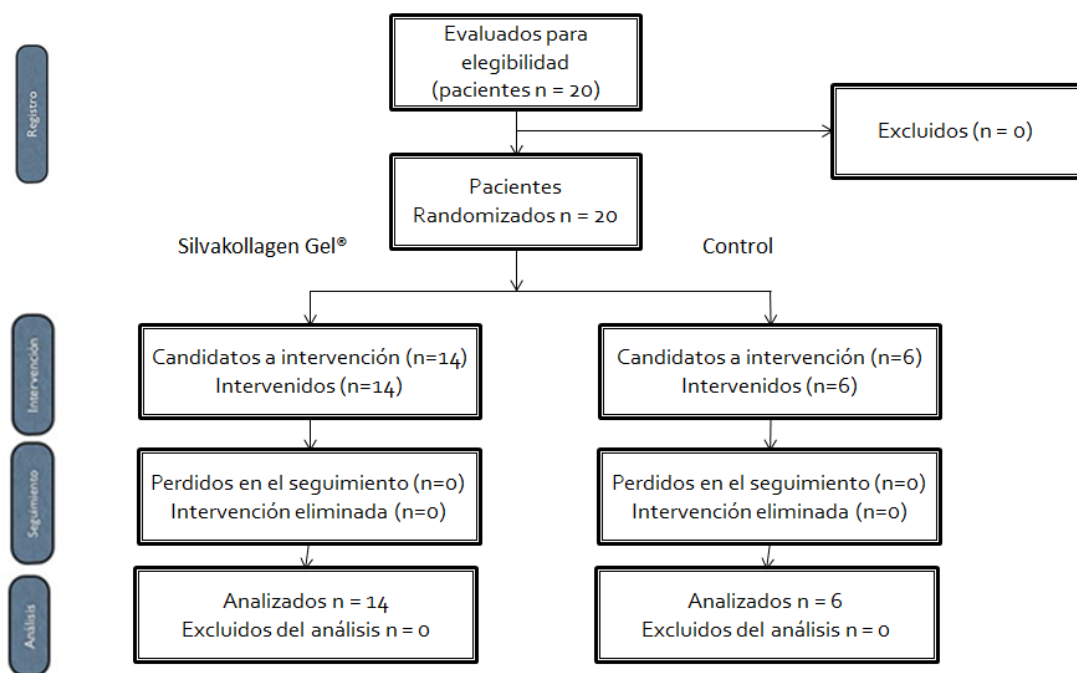 Evaluados para
elegibilidad
(pacientes n = 20)
Registro
Excluidos (n = 0)
Pacientes
Randomizados n = 20
Silvakollagen Gel®
Control
Intervención
Candidatos a intervención (n=14)
Intervenidos (n=14)
Candidatos a intervención (n=6)
Intervenidos (n=6)
Seguimiento
Perdidos en el seguimiento (n=0)
Intervención eliminada (n=0)
Perdidos en el seguimiento (n=0)
Intervención eliminada (n=0)
Análisis
Analizados n = 14
Excluidos del análisis n = 0
Analizados n = 6
Excluidos del análisis n = 0